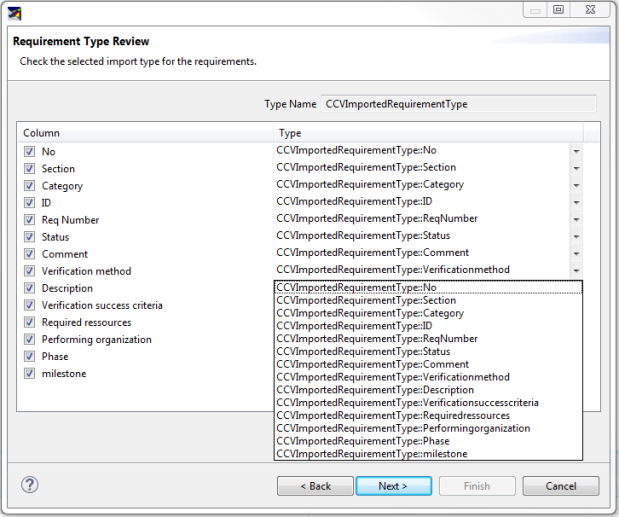 Requirement Type Review
Check the selected import type for the requirements.
Type Name CCVImportedRequirementType
Column Type
No CCVImportedRequirementType::No
Section CCVImportedRequirementType::Section
Category CCVImportedRequirementType::Category
ID CCVImportedRequirementType::ID
Req Number CCVImportedRequirementType::ReqNumber
Status CCVImportedRequirementType::Status
Comment CCVImportedRequirementType::Comment
Verification method CCVImportedRequirementType::Verificationmethod
Description CCVImportedRequirementType::No
CCVImportedRequirementType::Section
Verification success criteria CCVImportedRequirementType::Category
Required ressources CCVImportedRequirementType::ID
Performing organization CCVImportedRequirementType::ReqNumber
Phase CCVImportedRequirementType::Status
CCVImportedRequirementType::Comment
milestone CCVImportedRequirementType::Verificationmethod
CCVImportedRequirementType::Description
CCVImportedRequirementType::Verificationsuccesscriteria
CCVImportedRequirementType::Requiredressources
CCVImportedRequirementType::Performingorganization
CCVImportedRequirementType::Phase
CCVImportedRequirementType::milestone
? < Back Next > Finish Cancel